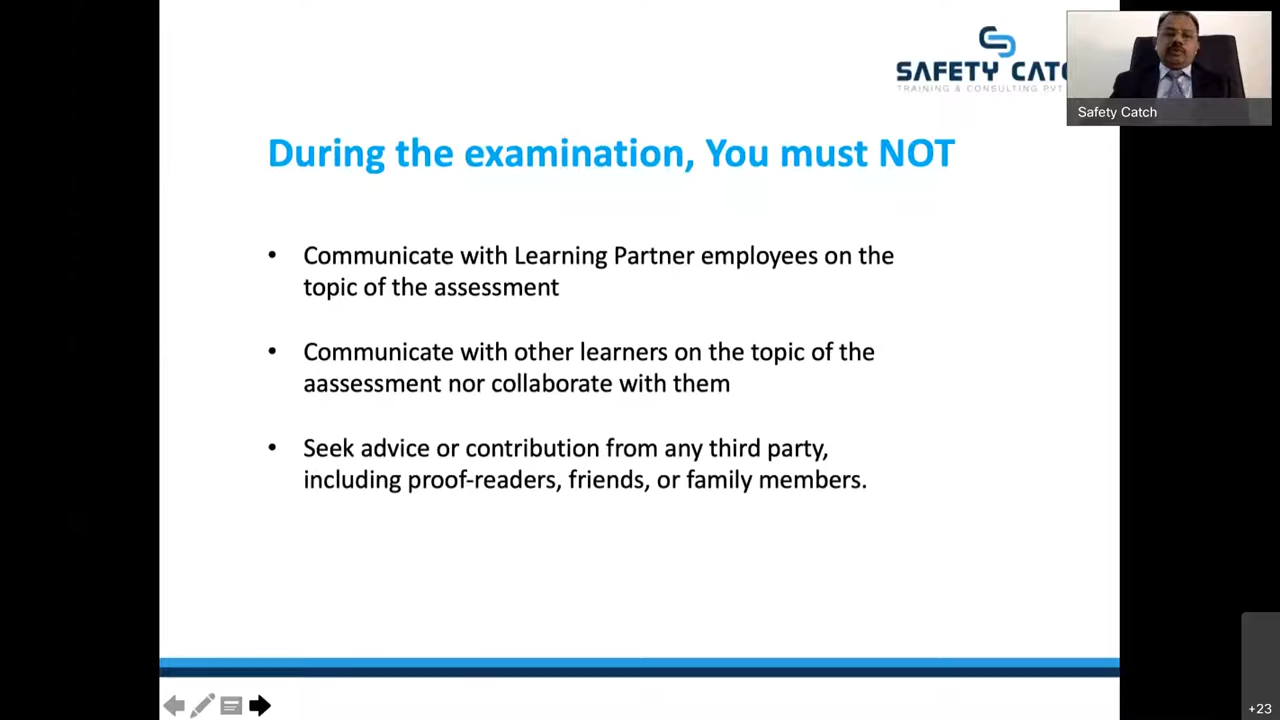 SAFETY CATC
TRAINING & CONSULTING PVT
Safety Catch
During the examination, You must NOT
• Communicate with Learning Partner employees on the
topic of the assessment
• Communicate with other learners on the topic of the
aassessment nor collaborate with them
• Seek advice or contribution from any third party,
including proof-readers, friends, or family members.
+23